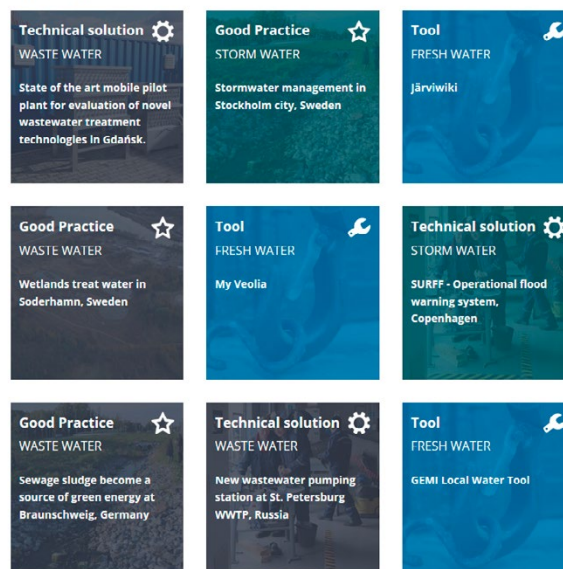 Technical solution
WASTE WATER
State of the art mobile pilot
plant for evaluation of novel
wastewater treatment
technologies in Gdańsk.
Good Practice
STORM WATER
Stormwater management in
Stockholm city, Sweden
Tool
FRESH WATER
Järviwiki
Good Practice
WASTE WATER
Wetlands treat water in
Soderhamn, Sweden
Tool
FRESH WATER
My Veolia
Technical solution
STORM WATER
SURFF - Operational flood
warning system,
Copenhagen
Good Practice
WASTE WATER
Sewage sludge become a
source of green energy at
Braunschweig, Germany
Technical solution
WASTE WATER
New wastewater pumping
station at St. Petersburg
WWTP, Russia
Tool
FRESH WATER
GEMI Local Water Tool